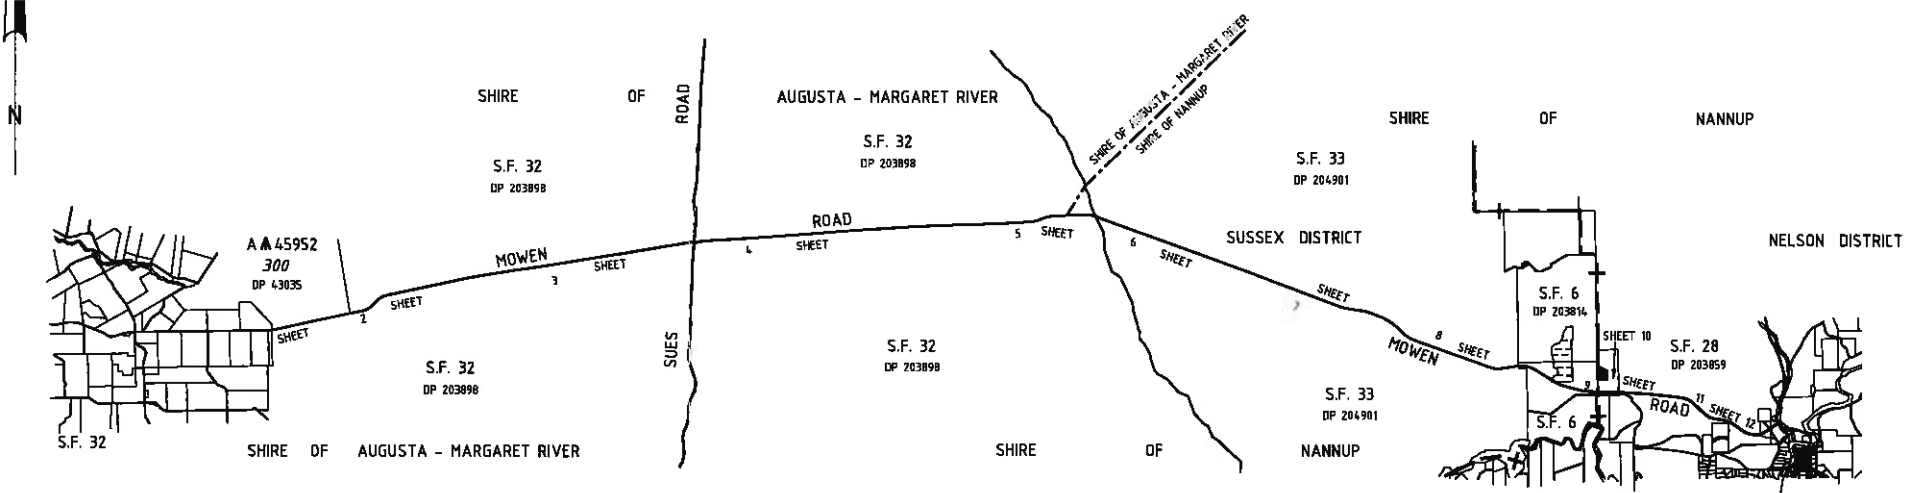 N
SHIRE OF AUGUSTA - MARGARET RIVER
ROAD
SHIRE OF AUGUSTA - MARGARET RIVER
SHIRE OF NANNUP
SHIRE OF NANNUP
S.F. 32
DP 203898
S.F. 32
DP 203898
S.F. 33
DP 204901
A 45952
300
DP 43035
MOWEN
ROAD
SUSSEX DISTRICT
NELSON DISTRICT
SHEET
2
SHEET
3
SHEET
4
SHEET
5
SHEET
6
SHEET
SHEET
8
SHEET
MOWEN
S.F. 6
DP 203814
SHEET 10
S.F. 28
DP 203859
9
SHEET
11
SHEET
12
ROAD
SUES
S.F. 32
DP 203898
S.F. 32
DP 203898
S.F. 33
DP 204901
S.F. 6
S.F. 32
SHIRE OF AUGUSTA - MARGARET RIVER
SHIRE OF NANNUP